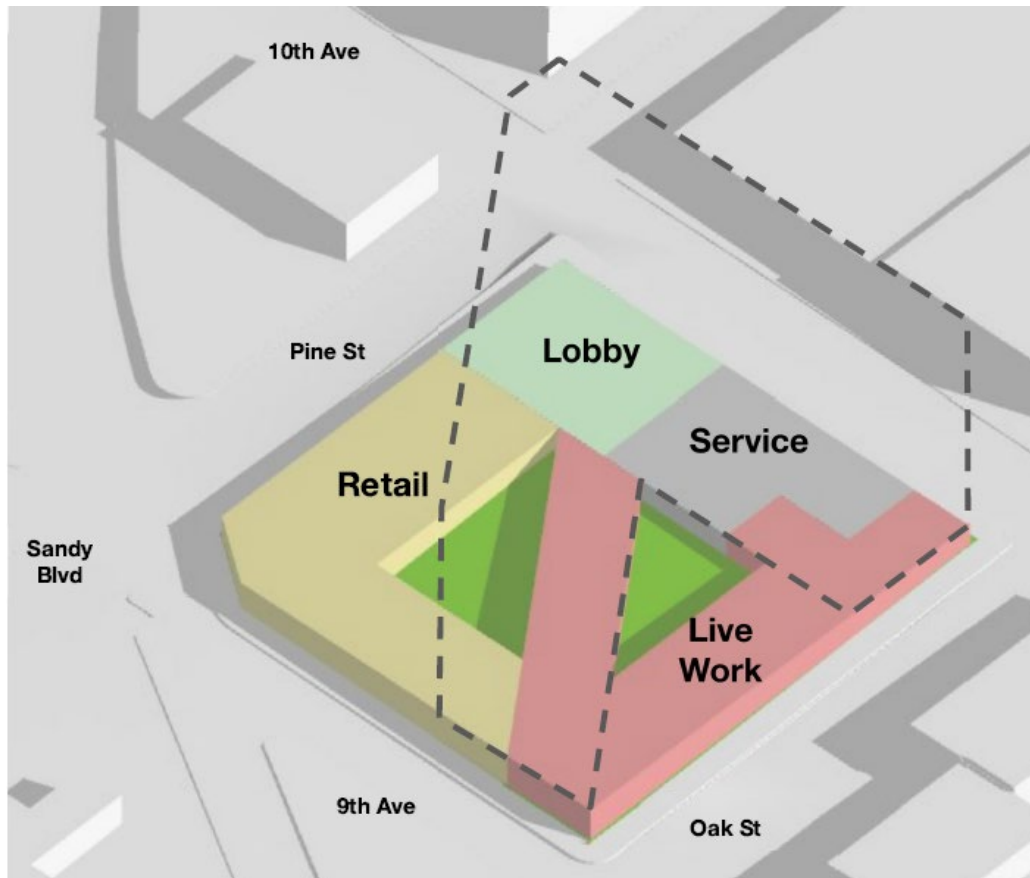 10th Ave
Pine St
Lobby
Service
Retail
Sandy
Blvd
Live
Work
9th Ave
Oak St